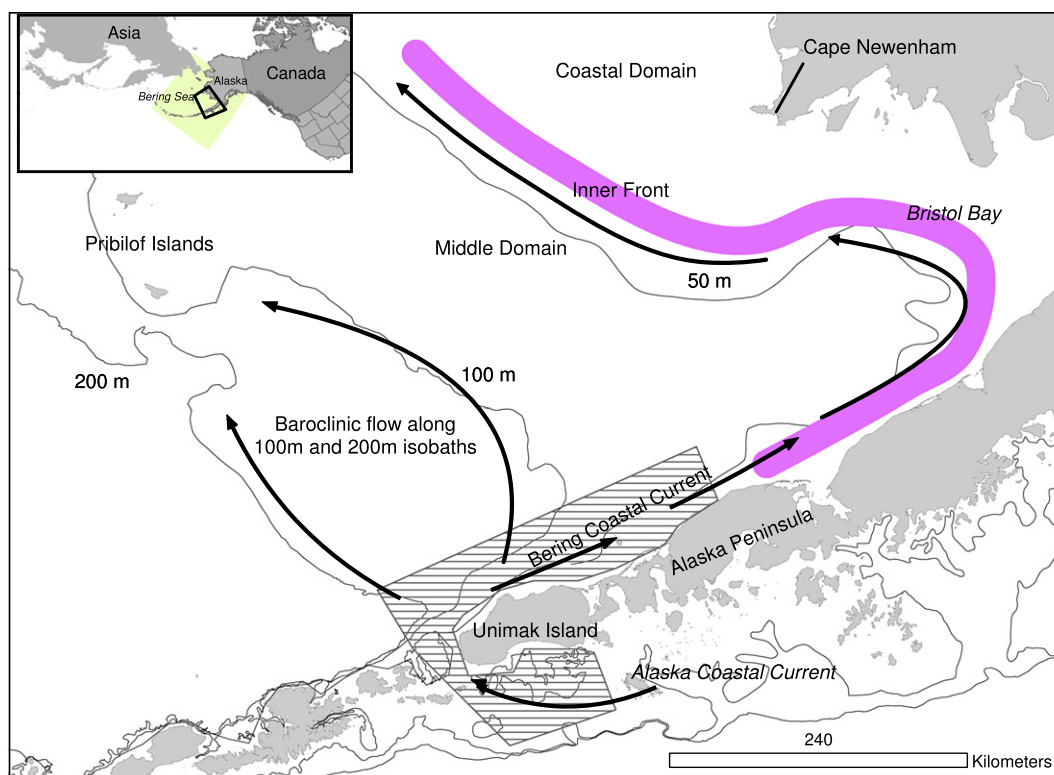 Asia
Canada
Alaska
Bering Sea
Cape Newenham
Coastal Domain
Inner Front
Bristol Bay
Pribilof Islands
Middle Domain
50 m
200 m
100 m
Baroclinic flow along
100m and 200m isobaths
Bering Coastal Current
Alaska Peninsula
Unimak Island
Alaska Coastal Current
240
Kilometers